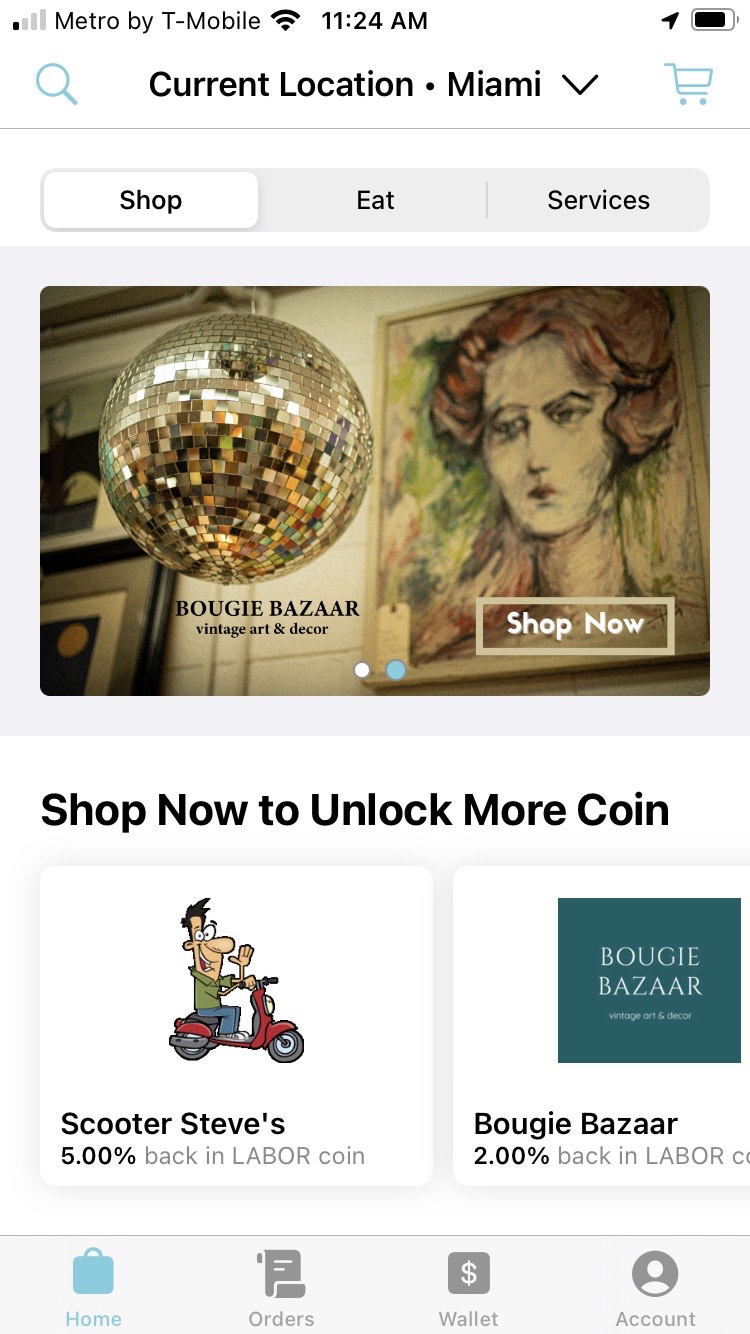 Metro by T-Mobile 11:24 AM
Current Location • Miami
Shop Eat Services
BOUGIE BAZAAR
vintage art & decor
Shop Now
Shop Now to Unlock More Coin
BOUGIE
BAZAAR
vintage art & decor
Scooter Steve's
5.00% back in LABOR coin
Bougie Bazaar
2.00% back in LABOR co
$
Home Orders Wallet Account